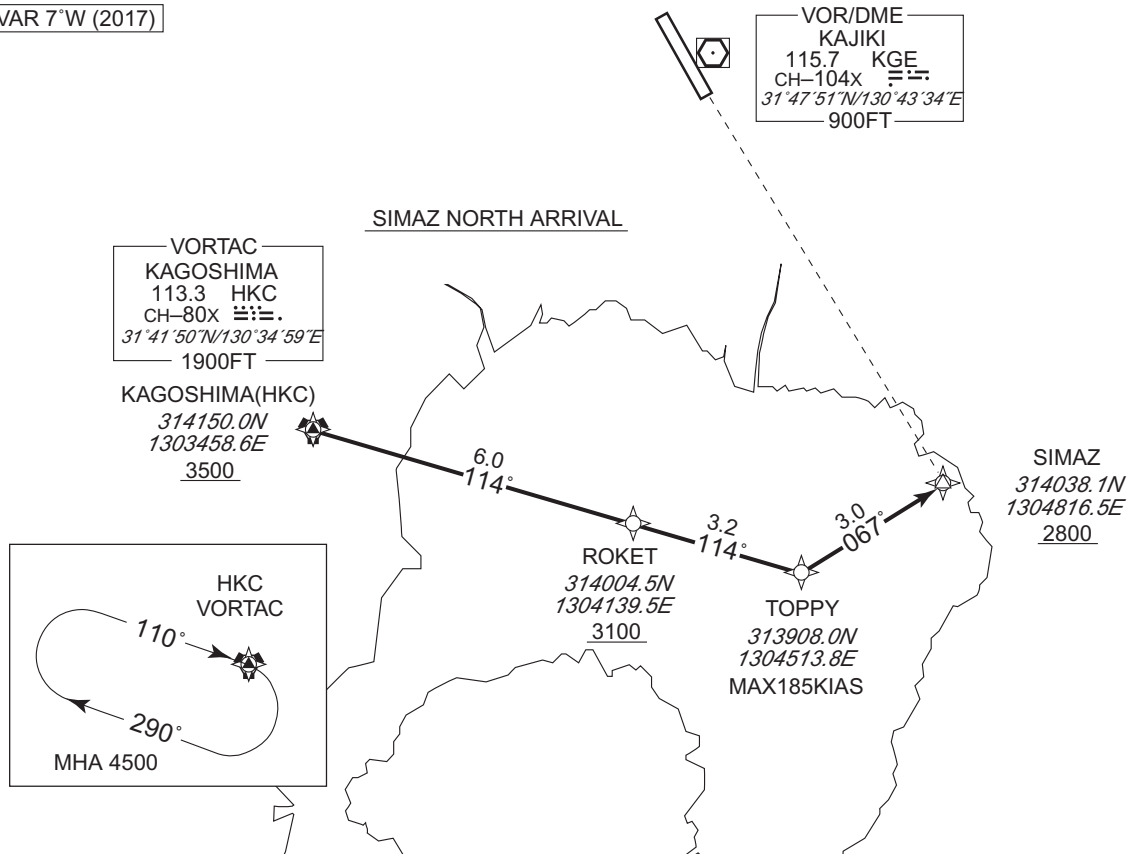 VAR 7°W (2017)
VOR/DME
KAJIKI
115.7 KGE
CH–104X
31°47´51˝N/130°43´34˝E
900FT
SIMAZ NORTH ARRIVAL
VORTAC
KAGOSHIMA
113.3 HKC
CH–80X
31°41´50˝N/130°34´59˝E
1900FT
KAGOSHIMA(HKC)
314150.0N
1303458.6E
3500
6.0
114°
ROKET
314004.5N
1304139.5E
3100
3.2
114°
TOPPY
313908.0N
1304513.8E
MAX185KIAS
3.0
067°
SIMAZ
314038.1N
1304816.5E
2800
HKC
VORTAC
110°
290°
MHA 4500